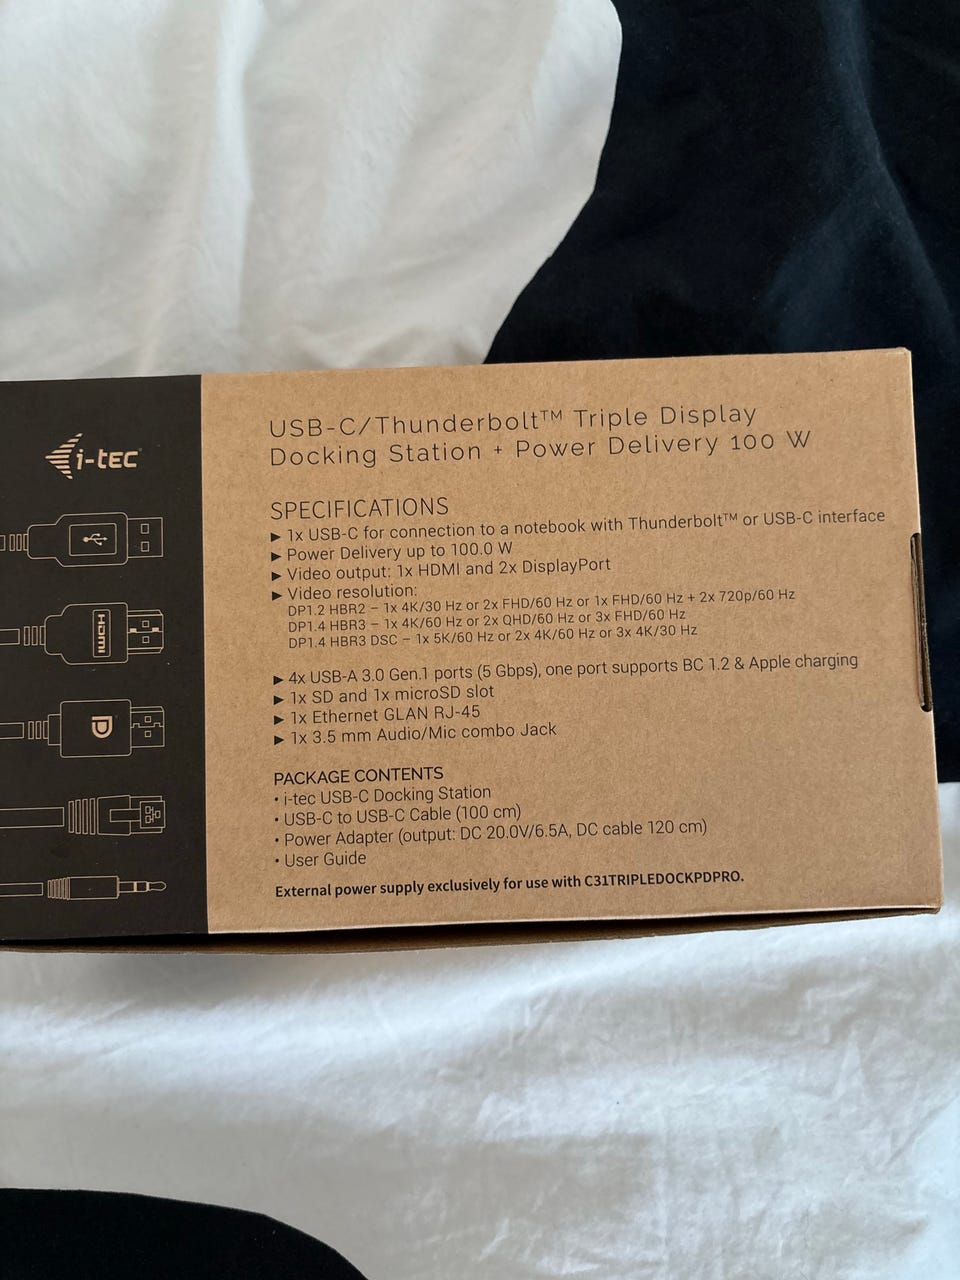 i-tec
HDMI
USB-C/Thunderbolt™ Triple Display
Docking Station + Power Delivery 100 W
SPECIFICATIONS
▶ 1x USB-C for connection to a notebook with Thunderbolt™ or USB-C interface
▶ Power Delivery up to 100.0 W
▶ Video output: 1x HDMI and 2x DisplayPort
▶ Video resolution:
DP1.2 HBR2 – 1x 4K/30 Hz or 2x FHD/60 Hz or 1x FHD/60 Hz + 2x 720p/60 Hz
DP1.4 HBR3 – 1x 4K/60 Hz or 2x QHD/60 Hz or 3x FHD/60 Hz
DP1.4 HBR3 DSC – 1x 5K/60 Hz or 2x 4K/60 Hz or 3x 4K/30 Hz
▶ 4x USB-A 3.0 Gen.1 ports (5 Gbps), one port supports BC 1.2 & Apple charging
▶ 1x SD and 1x microSD slot
▶ 1x Ethernet GLAN RJ-45
▶ 1x 3.5 mm Audio/Mic combo Jack
PACKAGE CONTENTS
• i-tec USB-C Docking Station
• USB-C to USB-C Cable (100 cm)
• Power Adapter (output: DC 20.0V/6.5A, DC cable 120 cm)
• User Guide
External power supply exclusively for use with C31TRIPLEDOCKPDPRO.